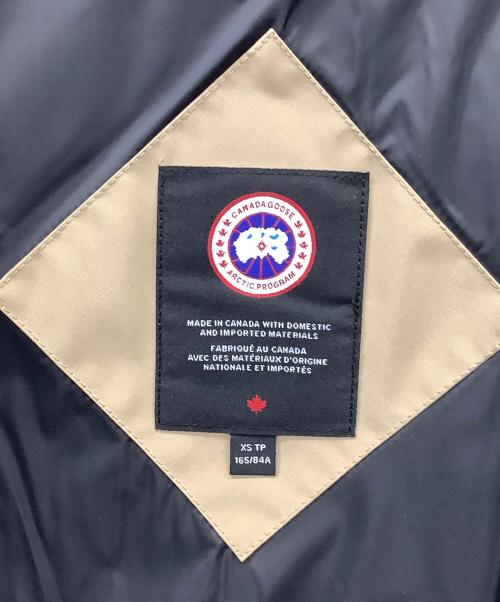 CANADA GOOSE
ARCTIC PROGRAM
MADE IN CANADA WITH DOMESTIC
AND IMPORTED MATERIALS
FABRIQUÉ AU CANADA
AVEC DES MATÉRIAUX D'ORIGINE
NATIONALE ET IMPORTÉS
XS TP
165/84A